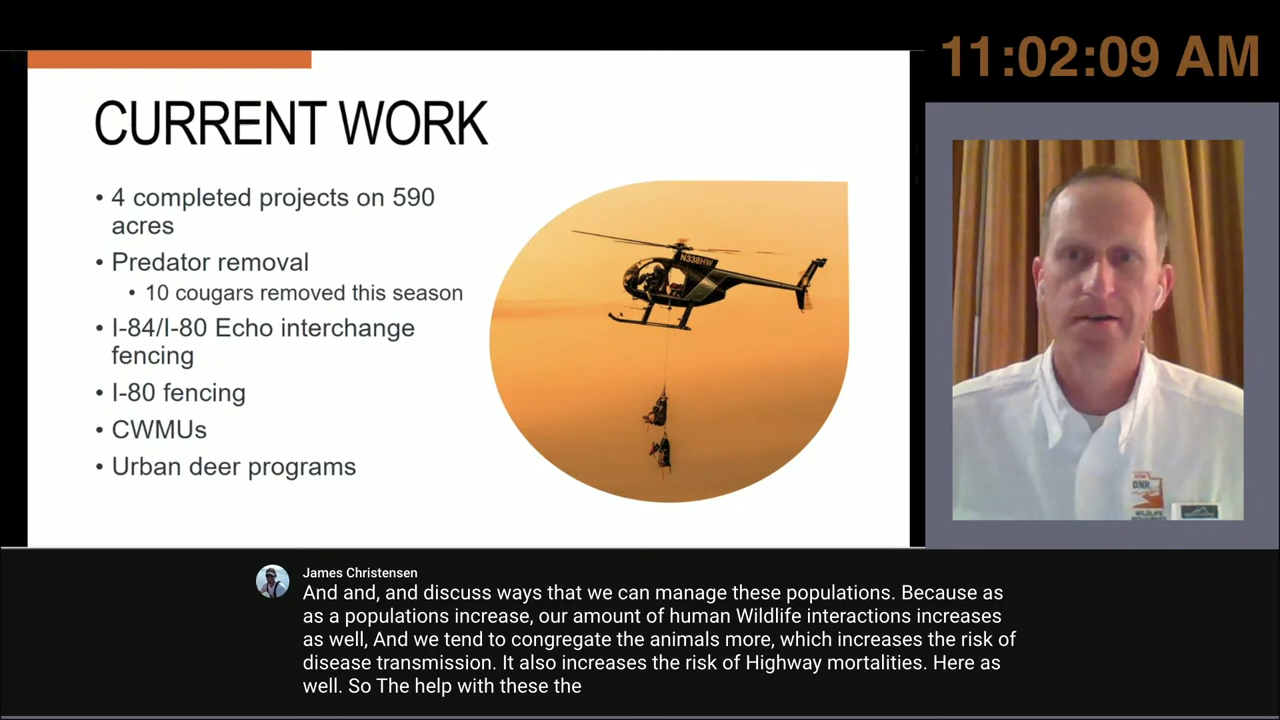 11:02:09 AM
CURRENT WORK
• 4 completed projects on 590
acres
• Predator removal
• 10 cougars removed this season
• I-84/I-80 Echo interchange
fencing
• I-80 fencing
• CWMUs
• Urban deer programs
N338HW
DNR
WILDLIFE
James Christensen
And and, and discuss ways that we can manage these populations. Because as
as a populations increase, our amount of human Wildlife interactions increases
as well, And we tend to congregate the animals more, which increases the risk of
disease transmission. It also increases the risk of Highway mortalities. Here as
well. So The help with these the